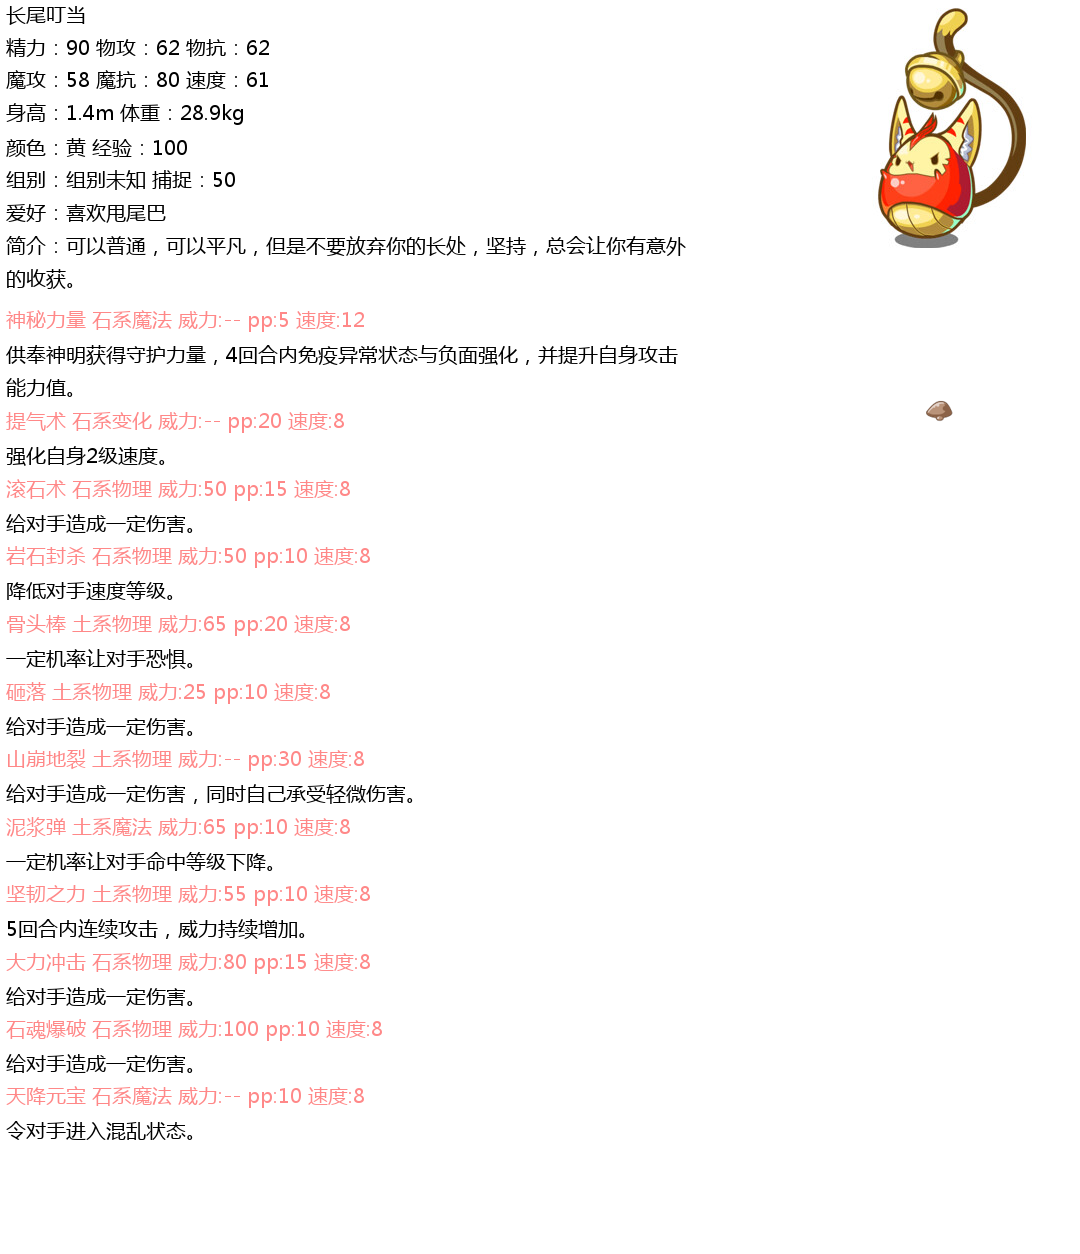 长尾叮当
精力：90 物攻：62 物抗：62
魔攻：58 魔抗：80 速度：61
身高：1.4m 体重：28.9kg
颜色：黄 经验：100
组别：组别未知 捕捉：50
爱好：喜欢甩尾巴
简介：可以普通，可以平凡，但是不要放弃你的长处，坚持，总会让你有意外
的收获。
神秘力量 石系魔法 威力:-- pp:5 速度:12
供奉神明获得守护力量，4回合内免疫异常状态与负面强化，并提升自身攻击
能力值。
提气术 石系变化 威力:-- pp:20 速度:8
强化自身2级速度。
滚石术 石系物理 威力:50 pp:15 速度:8
给对手造成一定伤害。
岩石封杀 石系物理 威力:50 pp:10 速度:8
降低对手速度等级。
骨头棒 土系物理 威力:65 pp:20 速度:8
一定机率让对手恐惧。
砸落 土系物理 威力:25 pp:10 速度:8
给对手造成一定伤害。
山崩地裂 土系物理 威力:-- pp:30 速度:8
给对手造成一定伤害，同时自己承受轻微伤害。
泥浆弹 土系魔法 威力:65 pp:10 速度:8
一定机率让对手命中等级下降。
坚韧之力 土系物理 威力:55 pp:10 速度:8
5回合内连续攻击，威力持续增加。
大力冲击 石系物理 威力:80 pp:15 速度:8
给对手造成一定伤害。
石魂爆破 石系物理 威力:100 pp:10 速度:8
给对手造成一定伤害。
天降元宝 石系魔法 威力:-- pp:10 速度:8
令对手进入混乱状态。